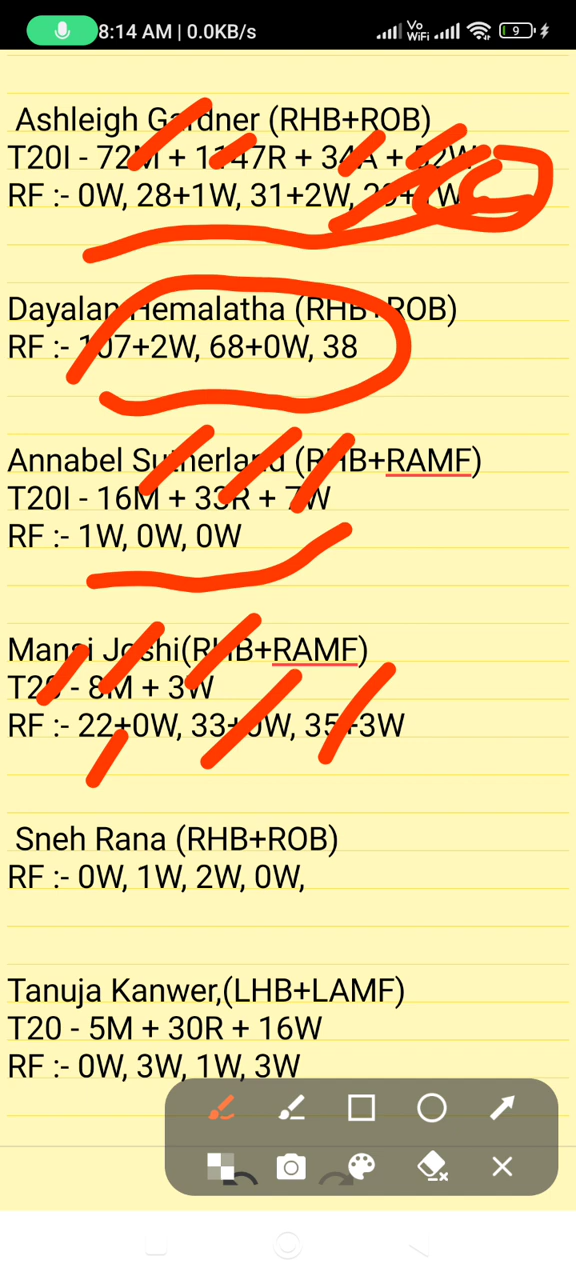 8:14 AM | 0.0KB/s Vo WiFi 9
Ashleigh Gardner (RHB+ROB)
T20I - 72M + 1147R + 34A + 52W
RF :- 0W, 28+1W, 31+2W,
Dayalan Hemalatha (RHB+ROB)
RF :- 107+2W, 68+0W, 38
Annabel Sutherland (RHB+RAMF)
T20I - 16M + 33R + 7W
RF :- 1W, 0W, 0W
Mansi Joshi(RHB+RAMF)
T20 - 8M + 3W
RF :- 22+0W, 33+0W, 35+3W
Sneh Rana (RHB+ROB)
RF :- 0W, 1W, 2W, 0W,
Tanuja Kanwer,(LHB+LAMF)
T20 - 5M + 30R + 16W
RF :- 0W, 3W, 1W, 3W